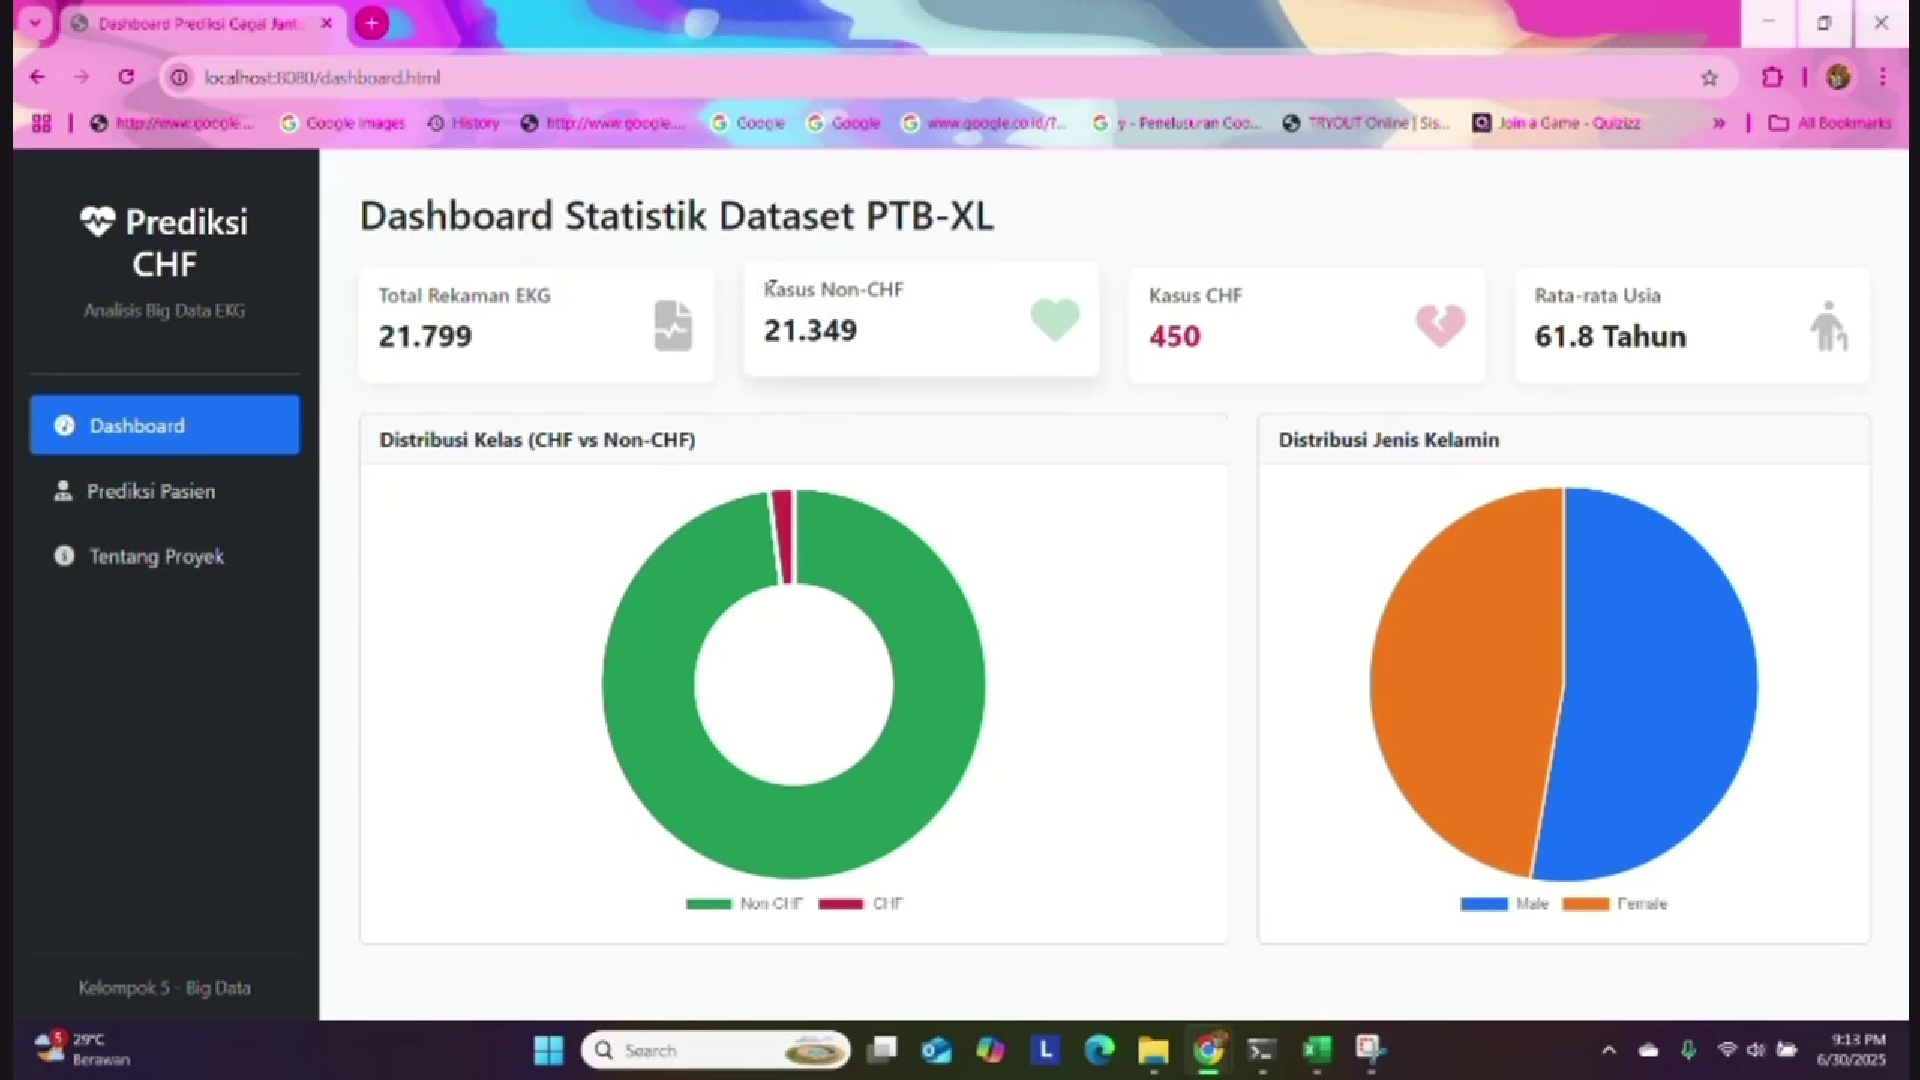 Dashboard Prediksi Gagal Jant
localhost:8080/dashboard.html
http://www.google....
Google Images
History
http://www.google....
Google
Google
www.google.co.id/?...
y - Penelusuran Goo...
TRYOUT Online | Sis...
Join a Game - Quizizz
All Bookmarks
Prediksi
CHF
Analisis Big Data EKG
Dashboard
Prediksi Pasien
Tentang Proyek
Kelompok 5 - Big Data
Dashboard Statistik Dataset PTB-XL
Total Rekaman EKG
21.799
Kasus Non-CHF
21.349
Kasus CHF
450
Rata-rata Usia
61.8 Tahun
Distribusi Kelas (CHF vs Non-CHF)
Non-CHF
CHF
Distribusi Jenis Kelamin
Male
Female
5
29°C
Berawan
Search
L
9:13 PM
6/30/2025